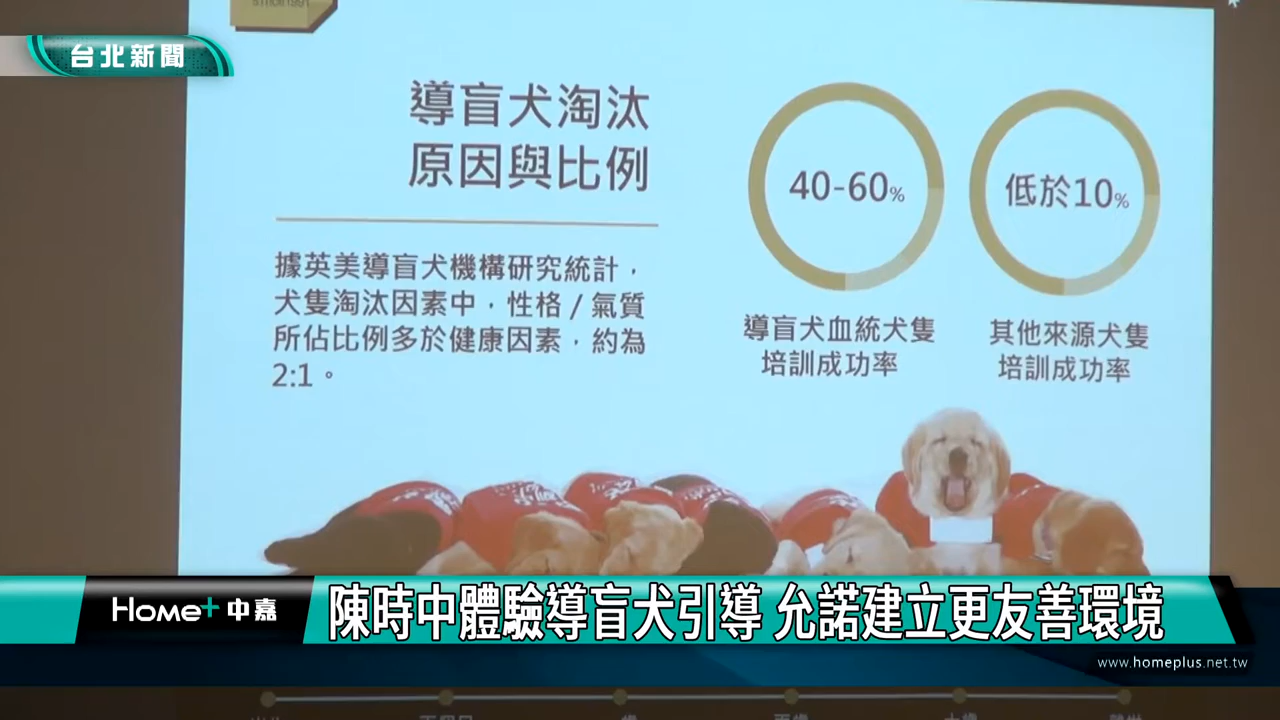 since 1991
台北新聞
導盲犬淘汰
原因與比例
據英美導盲犬機構研究統計，
犬隻淘汰因素中，性格/氣質
所佔比例多於健康因素，約為
2:1。
40-60%
導盲犬血統犬隻
培訓成功率
低於10%
其他來源犬隻
培訓成功率
Home+中嘉
陳時中體驗導盲犬引導 允諾建立更友善環境
www.homeplus.net.tw